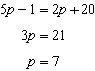 5p − 1 = 2p + 20
3p = 21
p = 7